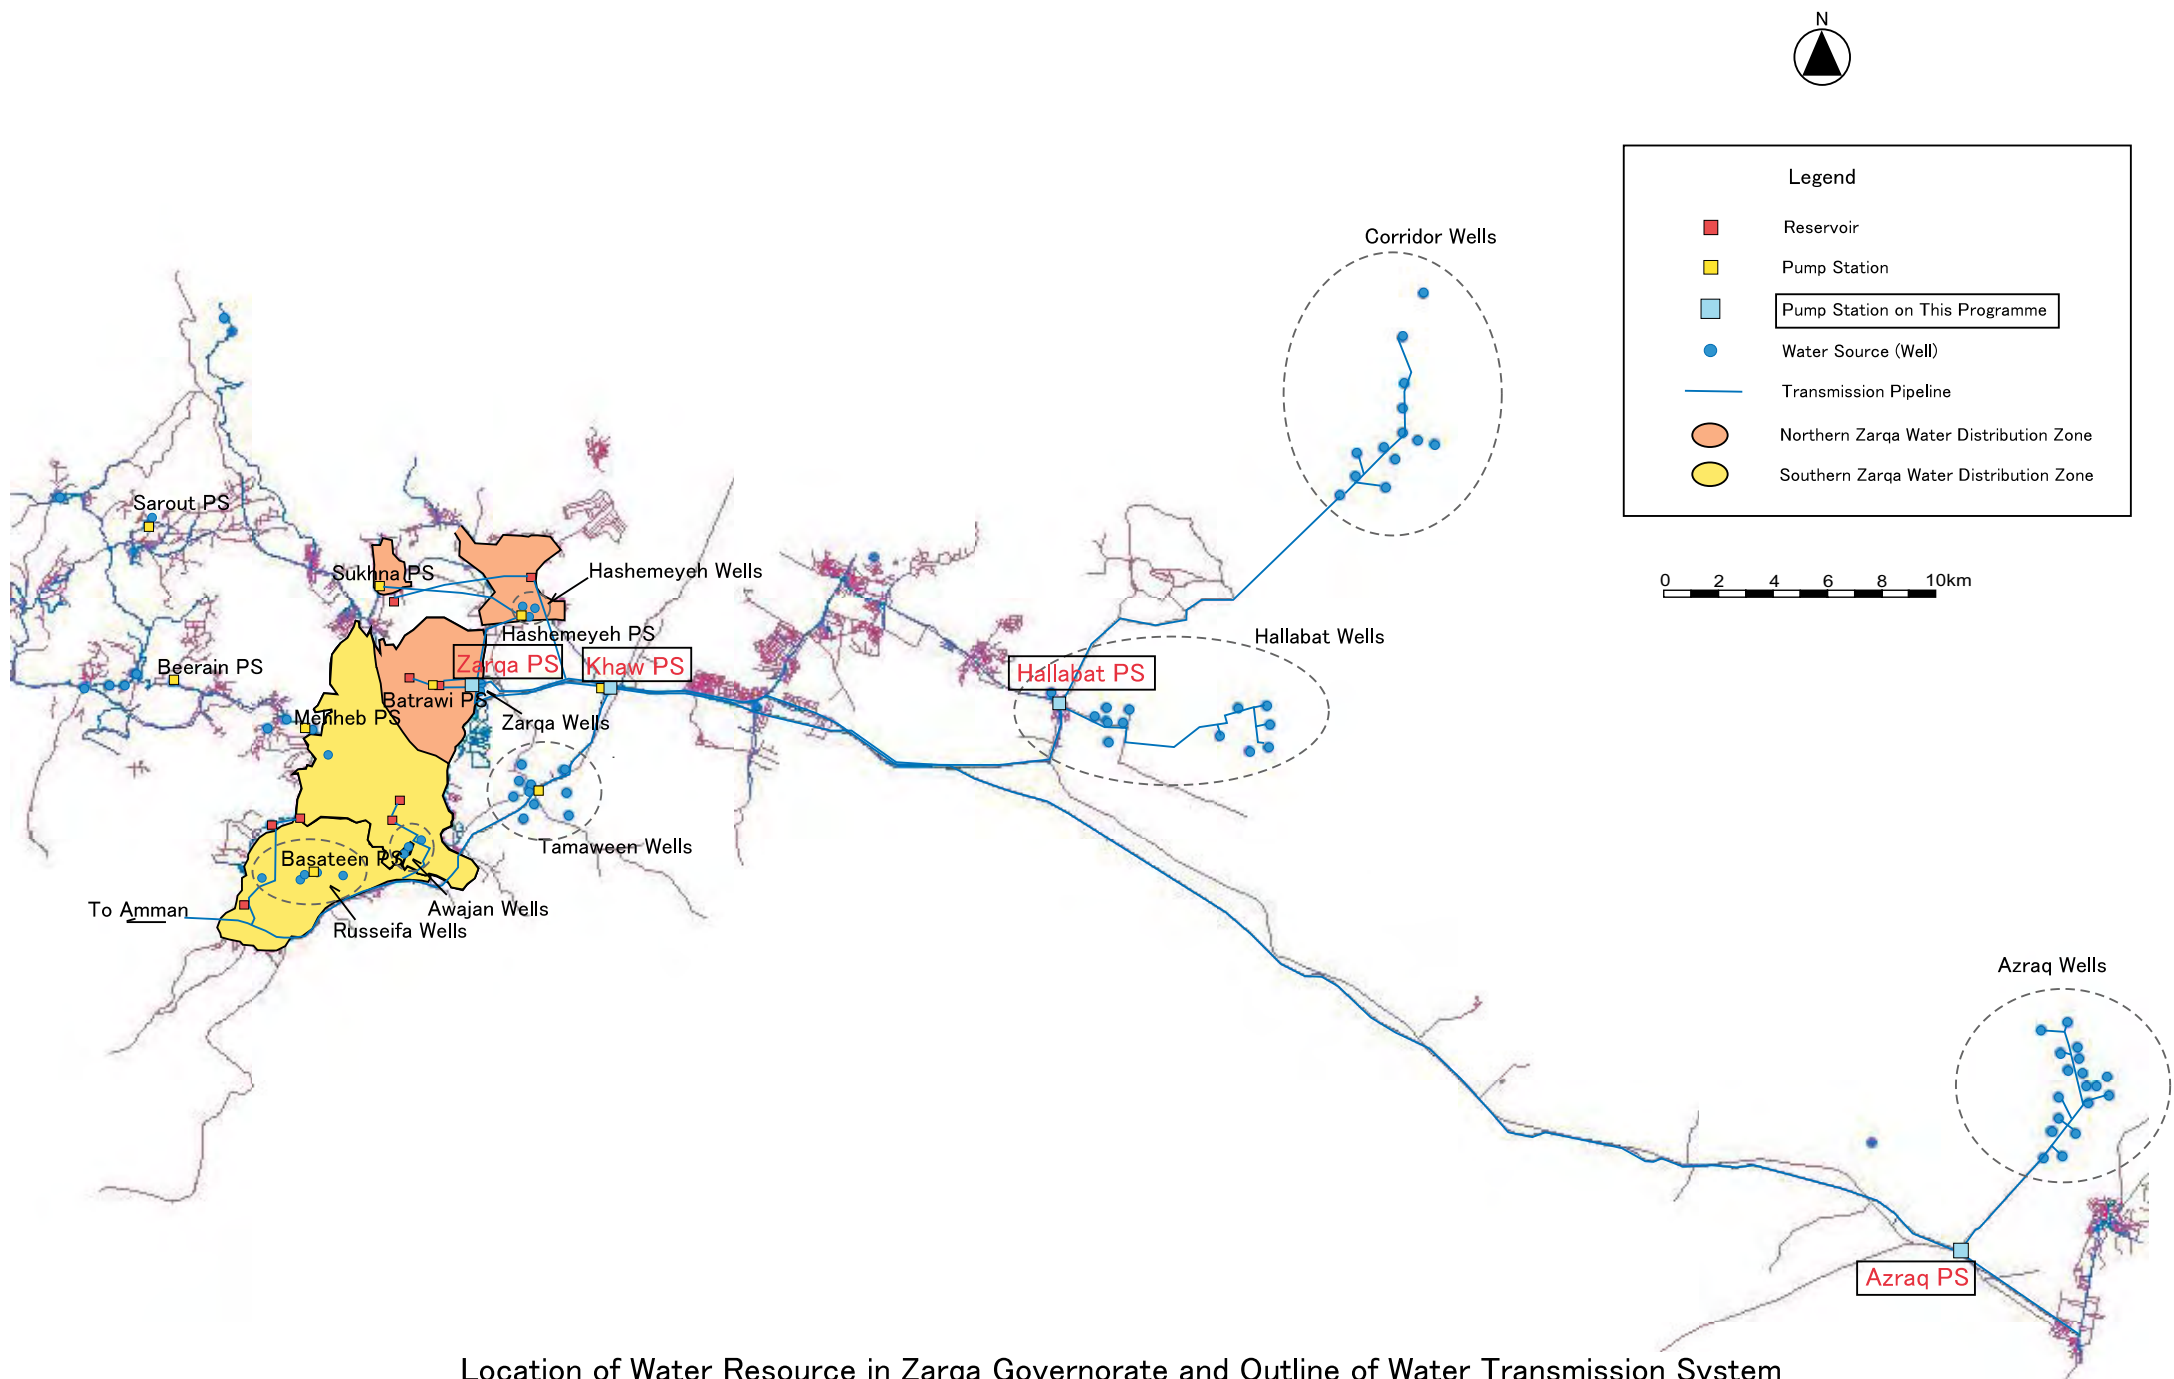 N
Legend
Reservoir
Pump Station
Pump Station on This Programme
Water Source (Well)
Transmission Pipeline
Northern Zarqa Water Distribution Zone
Southern Zarqa Water Distribution Zone
0 2 4 6 8 10km
Corridor Wells
Sarout PS
Sukhna PS
Hashemeyeh Wells
Hashemeyeh PS
Hallabat Wells
Beerain PS
Zarqa PS
Khaw PS
Hallabat PS
Batrawi PS
Mehheb PS
Zarqa Wells
Tamaween Wells
Basateen PS
Awajan Wells
To Amman
Russeifa Wells
Azraq Wells
Azraq PS
Location of Water Resource in Zarqa Governorate and Outline of Water Transmission System